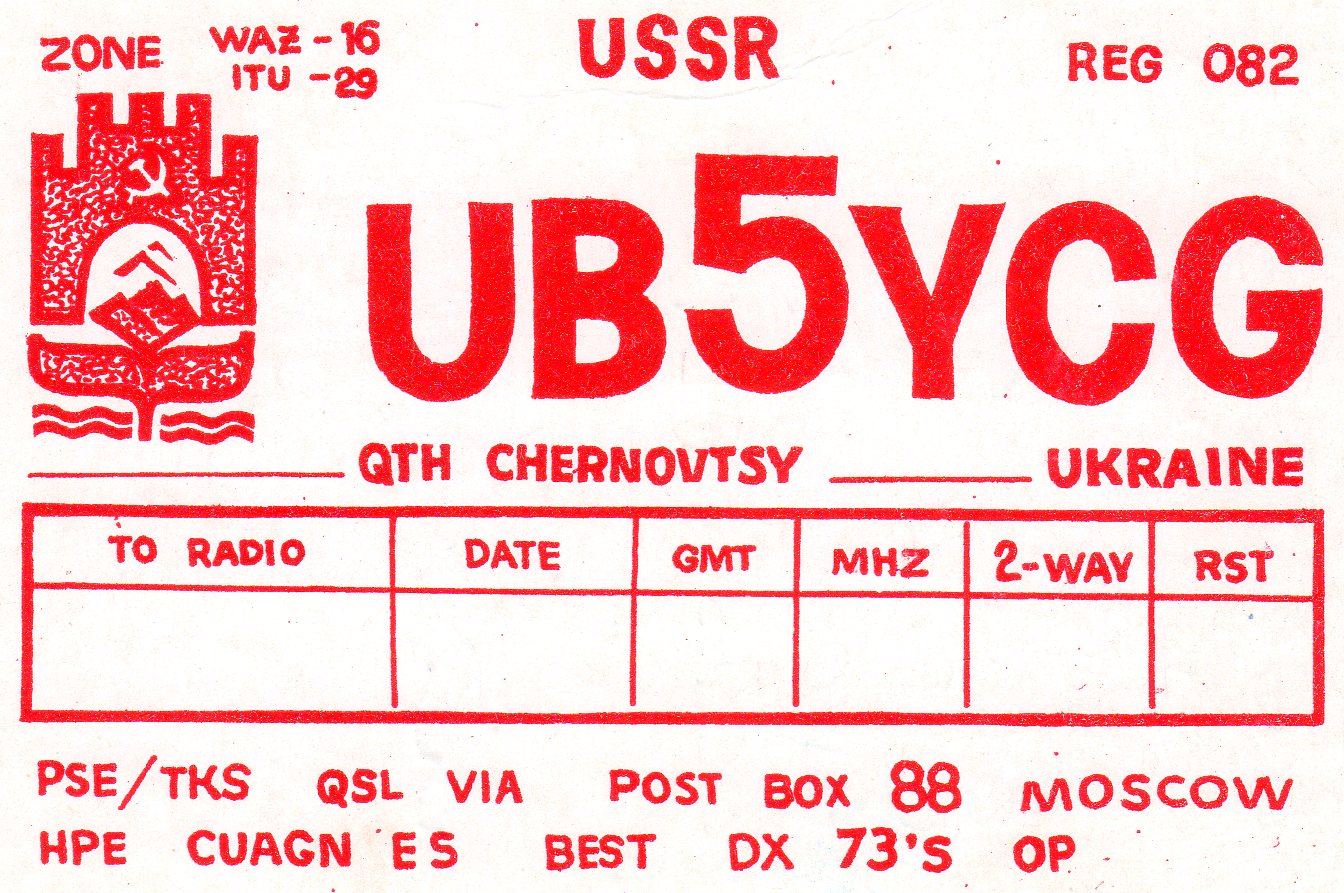 ZONE WAZ - 16 USSR REG 082
ITU - 29
UB5YCG
QTH CHERNOVTSY UKRAINE
TO RADIO DATE GMT MHZ 2-WAY RST
PSE/TKS QSL VIA POST BOX 88 MOSCOW
HPE CUAGN ES BEST DX 73'S OP